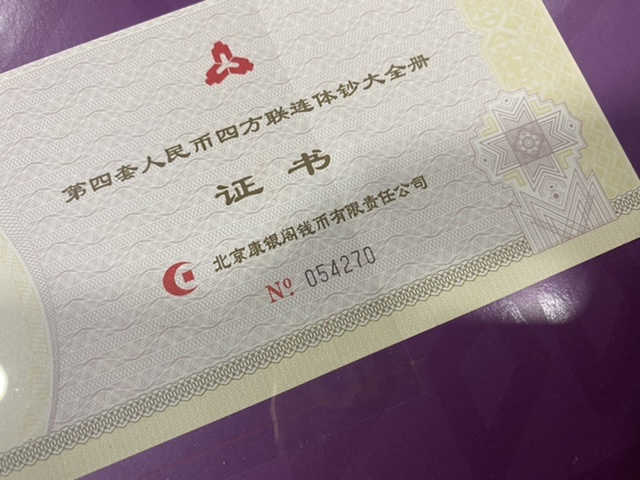 第四套人民币四方联连体钞大全册
证书
北京康银阁钱币有限责任公司
Nº 054270